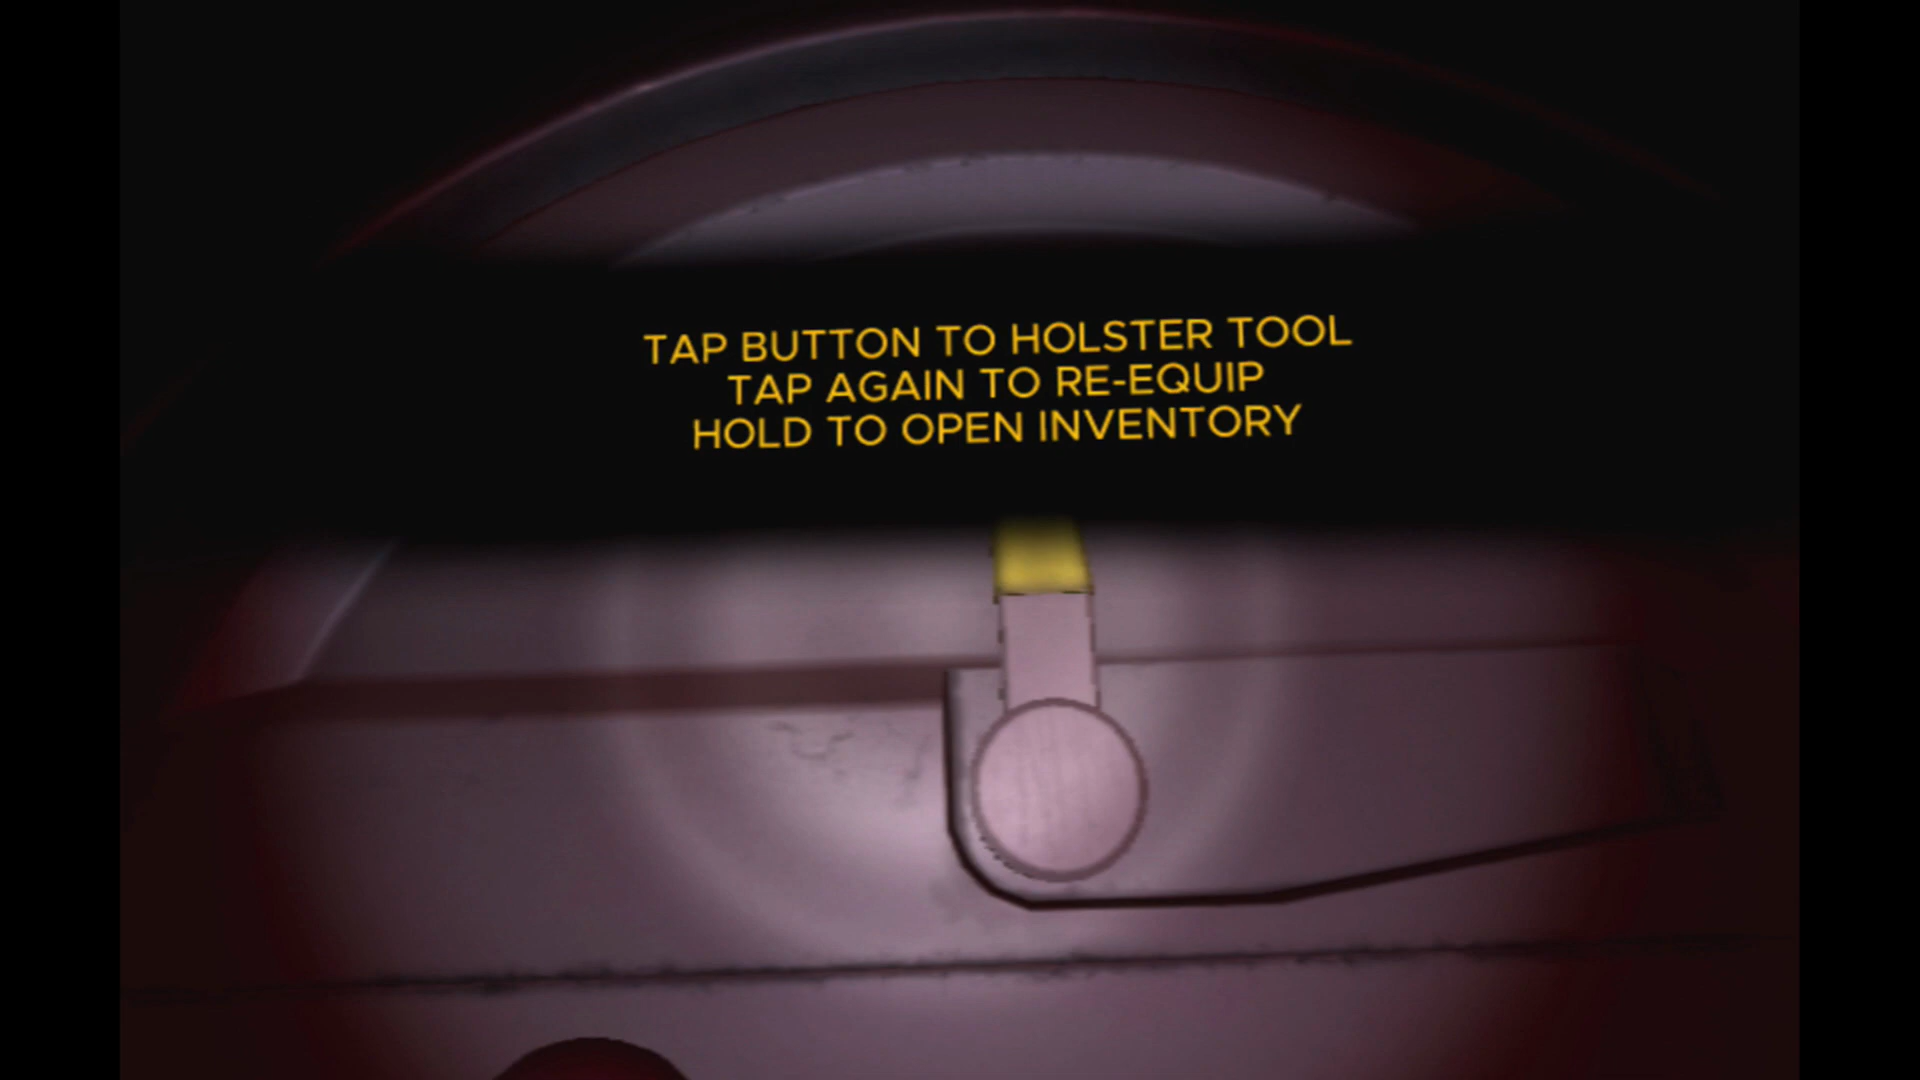 TAP BUTTON TO HOLSTER TOOL
TAP AGAIN TO RE-EQUIP
HOLD TO OPEN INVENTORY